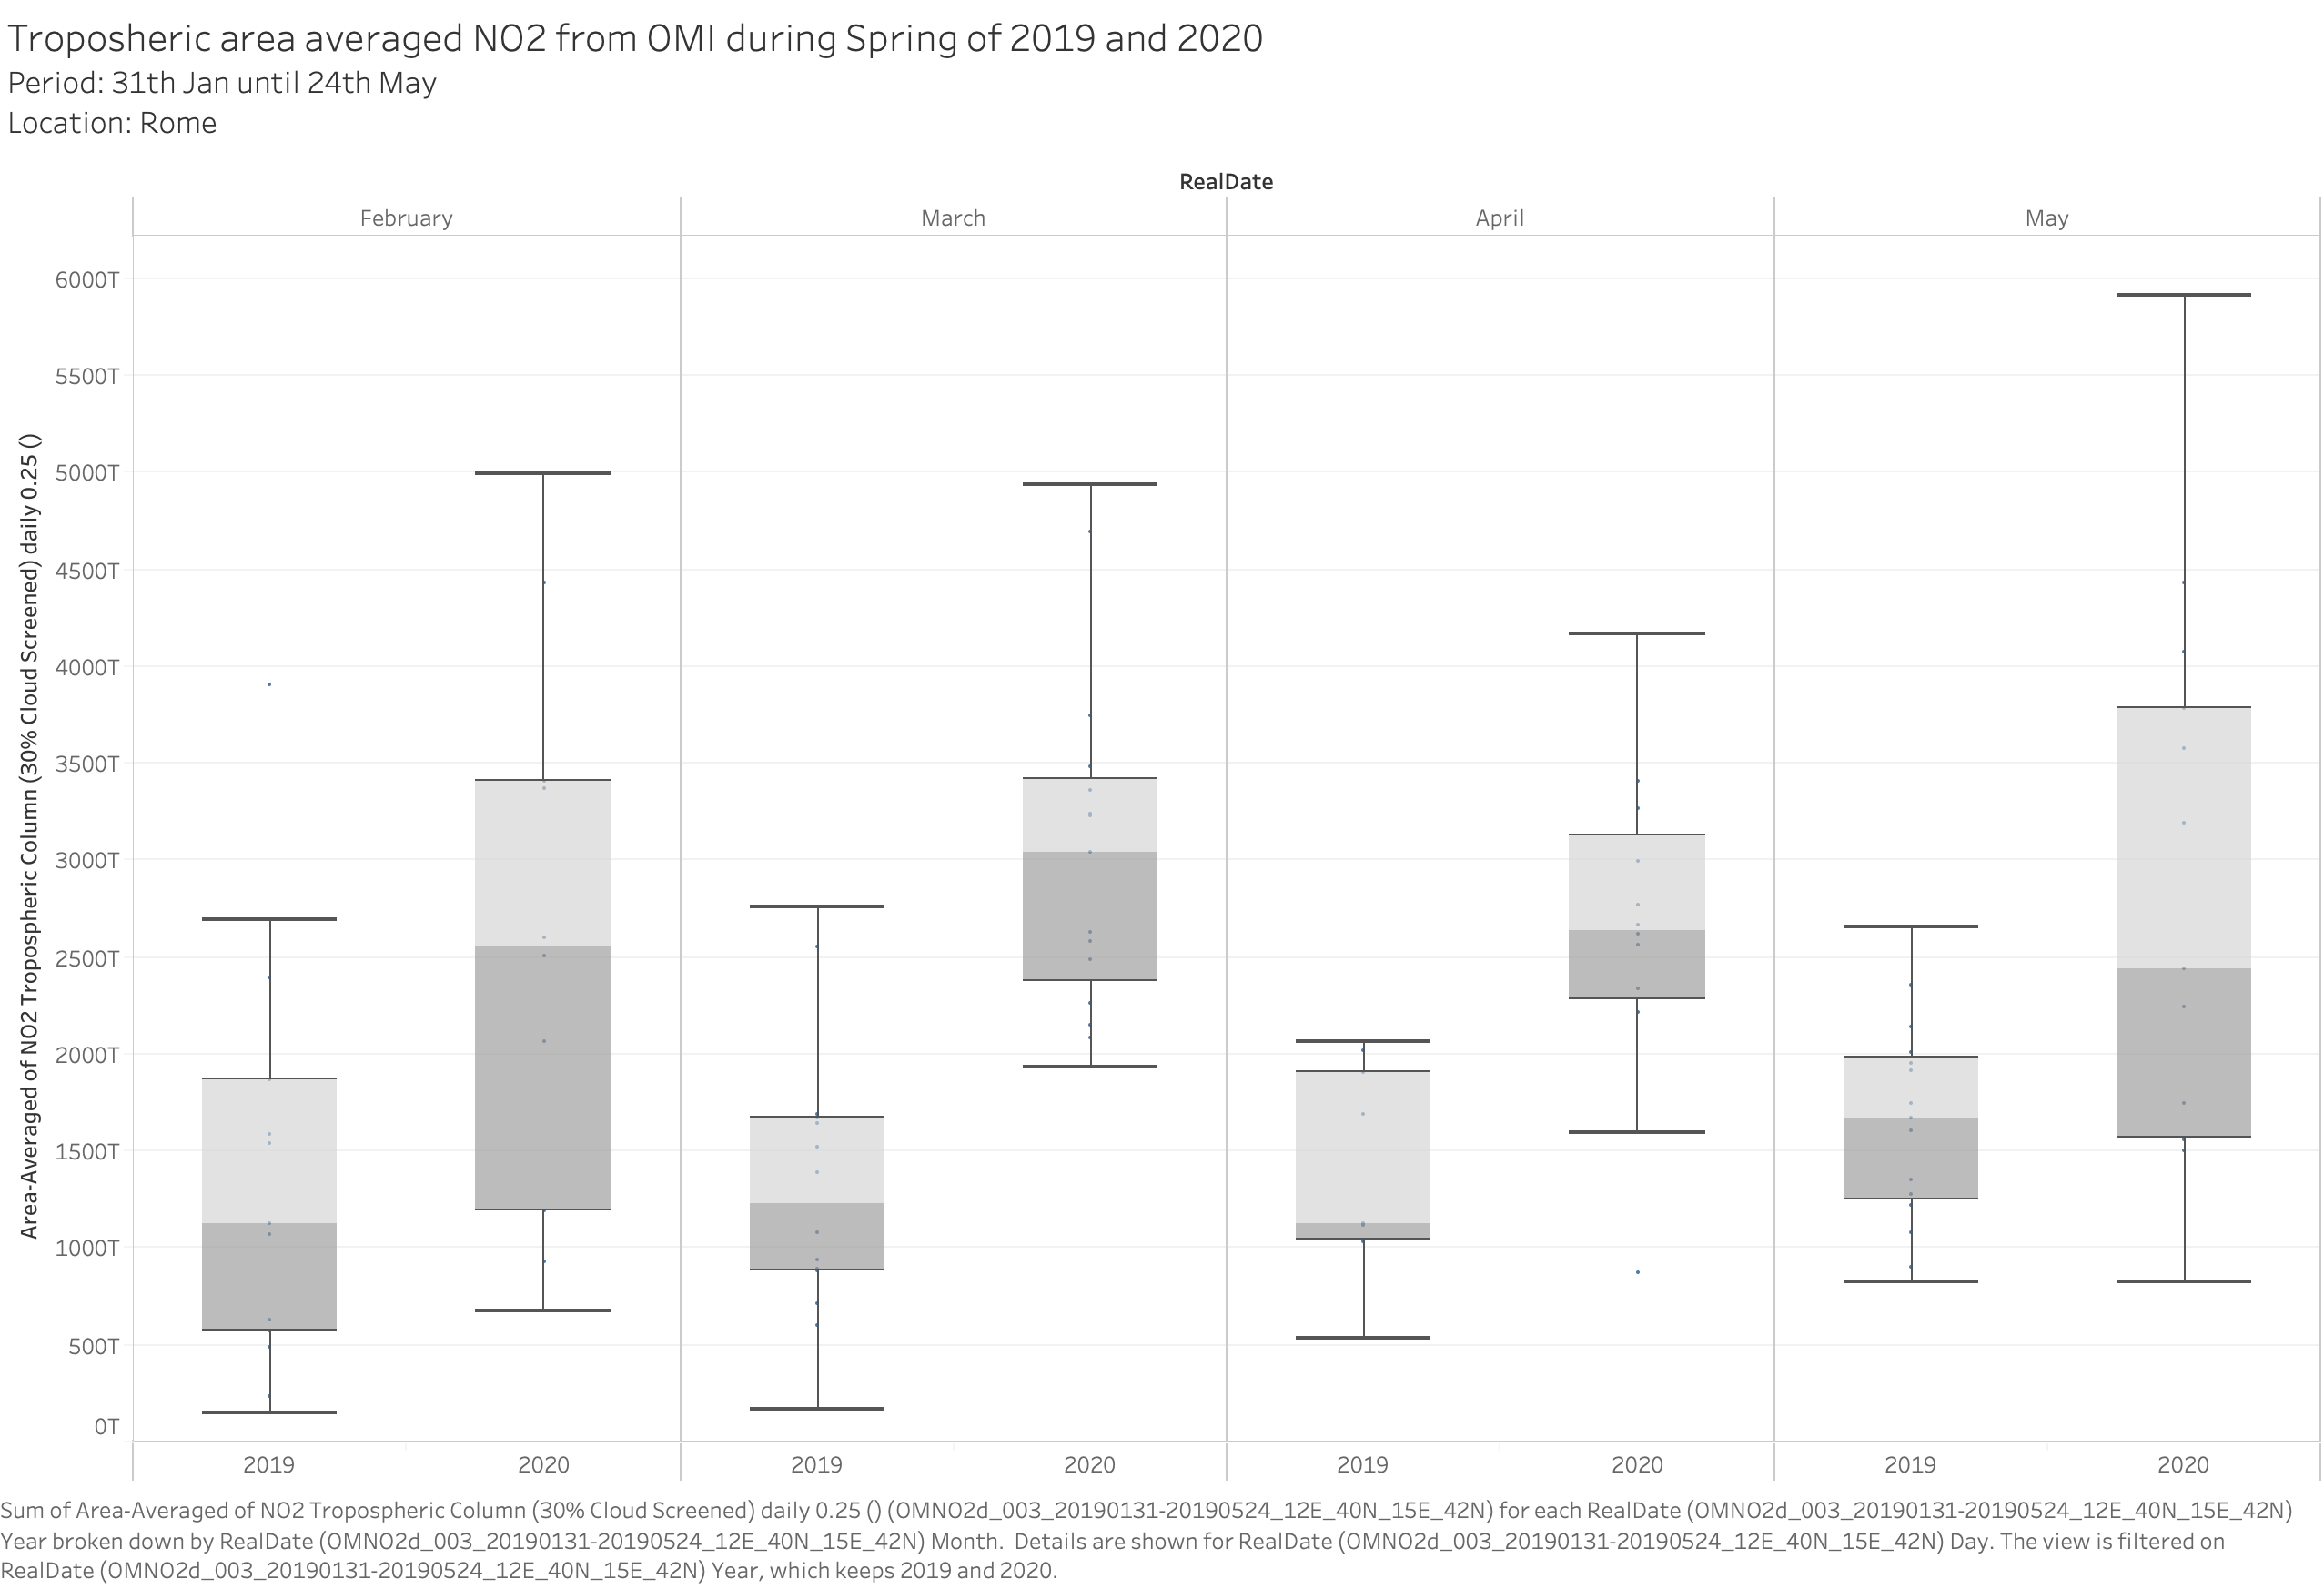 Troposheric area averaged NO2 from OMI during Spring of 2019 and 2020
Period: 31th Jan until 24th May
Location: Rome
RealDate
February March April May
Area-Averaged of NO2 Tropospheric Column (30% Cloud Screened) daily 0.25 ()
6000T
5500T
5000T
4500T
4000T
3500T
3000T
2500T
2000T
1500T
1000T
500T
0T
2019 2020 2019 2020 2019 2020 2019 2020
Sum of Area-Averaged of NO2 Tropospheric Column (30% Cloud Screened) daily 0.25 () (OMNO2d_003_20190131-20190524_12E_40N_15E_42N) for each RealDate (OMNO2d_003_20190131-20190524_12E_40N_15E_42N)
Year broken down by RealDate (OMNO2d_003_20190131-20190524_12E_40N_15E_42N) Month.  Details are shown for RealDate (OMNO2d_003_20190131-20190524_12E_40N_15E_42N) Day. The view is filtered on
RealDate (OMNO2d_003_20190131-20190524_12E_40N_15E_42N) Year, which keeps 2019 and 2020.